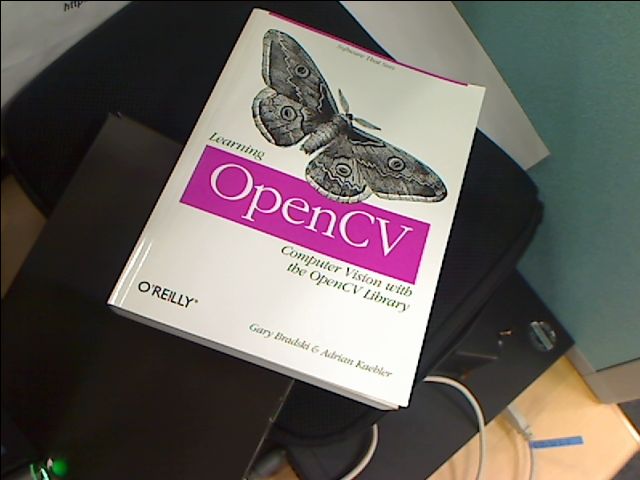 http
Software That Sees
Learning
OpenCV
Computer Vision with
the OpenCV Library
O'REILLY®
Gary Bradski & Adrian Kaehler